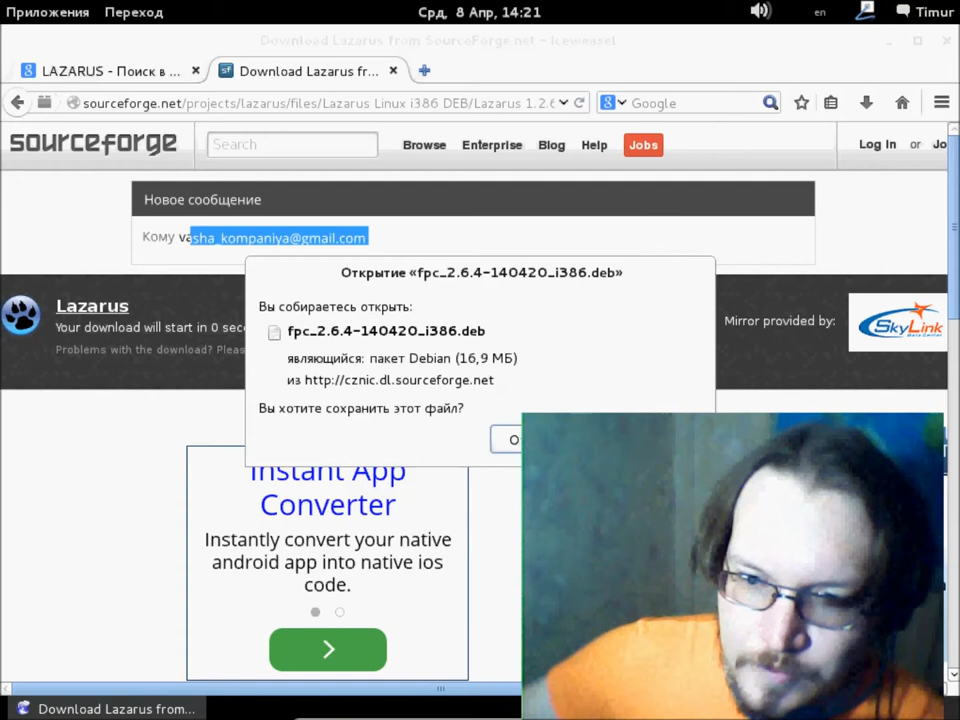 Приложения Переход Срд, 8 Апр, 14:21 en Timur
Download Lazarus from SourceForge.net - Iceweasel
LAZARUS - Поиск в ... Download Lazarus fr...
sourceforge.net/projects/lazarus/files/Lazarus Linux i386 DEB/Lazarus 1.2.6 Google
sourceforge Search Browse Enterprise Blog Help Jobs Log In or Jo
Новое сообщение
Кому vasha_kompaniya@gmail.com
Открытие «fpc_2.6.4-140420_i386.deb»
Вы собираетесь открыть:
fpc_2.6.4-140420_i386.deb
являющийся: пакет Debian (16,9 МБ)
из http://cznic.dl.sourceforge.net
Вы хотите сохранить этот файл?
Lazarus
Your download will start in 0 sec
Problems with the download? Pleas
Mirror provided by:
SkyLink
Instant App
Converter
Instantly convert your native
android app into native ios
code.
Download Lazarus from...